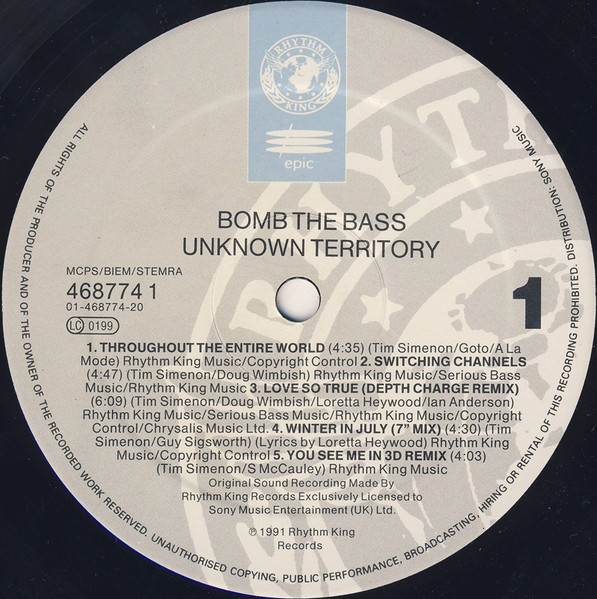 RHYTHM
KING
epic
BOMB THE BASS
UNKNOWN TERRITORY
MCPS/BIEM/STEMRA
468774 1
01-468774-20
LC 0199
1
1. THROUGHOUT THE ENTIRE WORLD (4:35) (Tim Simenon/Goto/A La
Mode) Rhythm King Music/Copyright Control 2. SWITCHING CHANNELS
(4:47) (Tim Simenon/Doug Wimbish) Rhythm King Music/Serious Bass
Music/Rhythm King Music 3. LOVE SO TRUE (DEPTH CHARGE REMIX)
(6:09) (Tim Simenon/Doug Wimbish/Loretta Heywood/Ian Anderson)
Rhythm King Music/Serious Bass Music/Rhythm King Music/Copyright
Control/Chrysalis Music Ltd. 4. WINTER IN JULY (7" MIX) (4:30) (Tim
Simenon/Guy Sigsworth) (Lyrics by Loretta Heywood) Rhythm King
Music/Copyright Control 5. YOU SEE ME IN 3D REMIX (4:03)
(Tim Simenon/S McCauley) Rhythm King Music
Original Sound Recording Made By
Rhythm King Records Exclusively Licensed to
Sony Music Entertainment (UK) Ltd.
℗ 1991 Rhythm King
Records
ALL RIGHTS OF THE PRODUCER AND OF THE OWNER OF THE RECORDED WORK RESERVED. UNAUTHORISED COPYING, PUBLIC PERFORMANCE, BROADCASTING, HIRING OR RENTAL OF THIS RECORDING PROHIBITED. DISTRIBUTION: SONY MUSIC